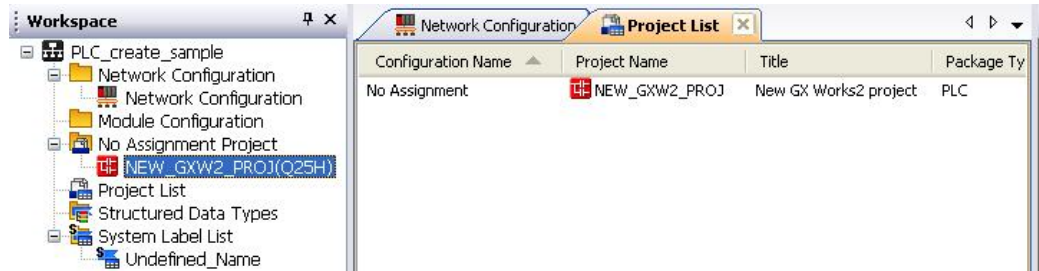 Workspace
PLC_create_sample
Network Configuration
Network Configuration
Module Configuration
No Assignment Project
NEW_GXW2_PROJ(Q25H)
Project List
Structured Data Types
System Label List
Undefined_Name
Network Configuration Project List
Configuration Name Project Name Title Package Ty
No Assignment NEW_GXW2_PROJ New GX Works2 project PLC